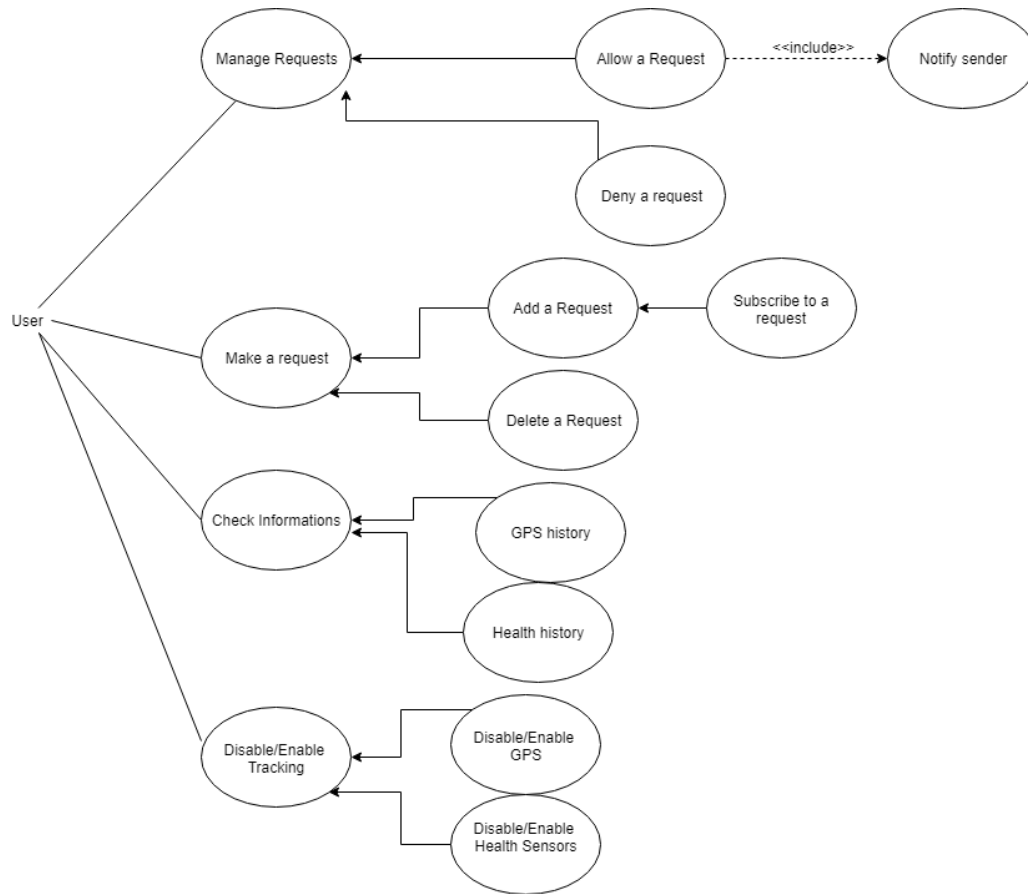 Manage Requests
Allow a Request
<<include>>
Notify sender
Deny a request
User
Make a request
Add a Request
Subscribe to a
request
Delete a Request
Check Informations
GPS history
Health history
Disable/Enable
Tracking
Disable/Enable
GPS
Disable/Enable
Health Sensors